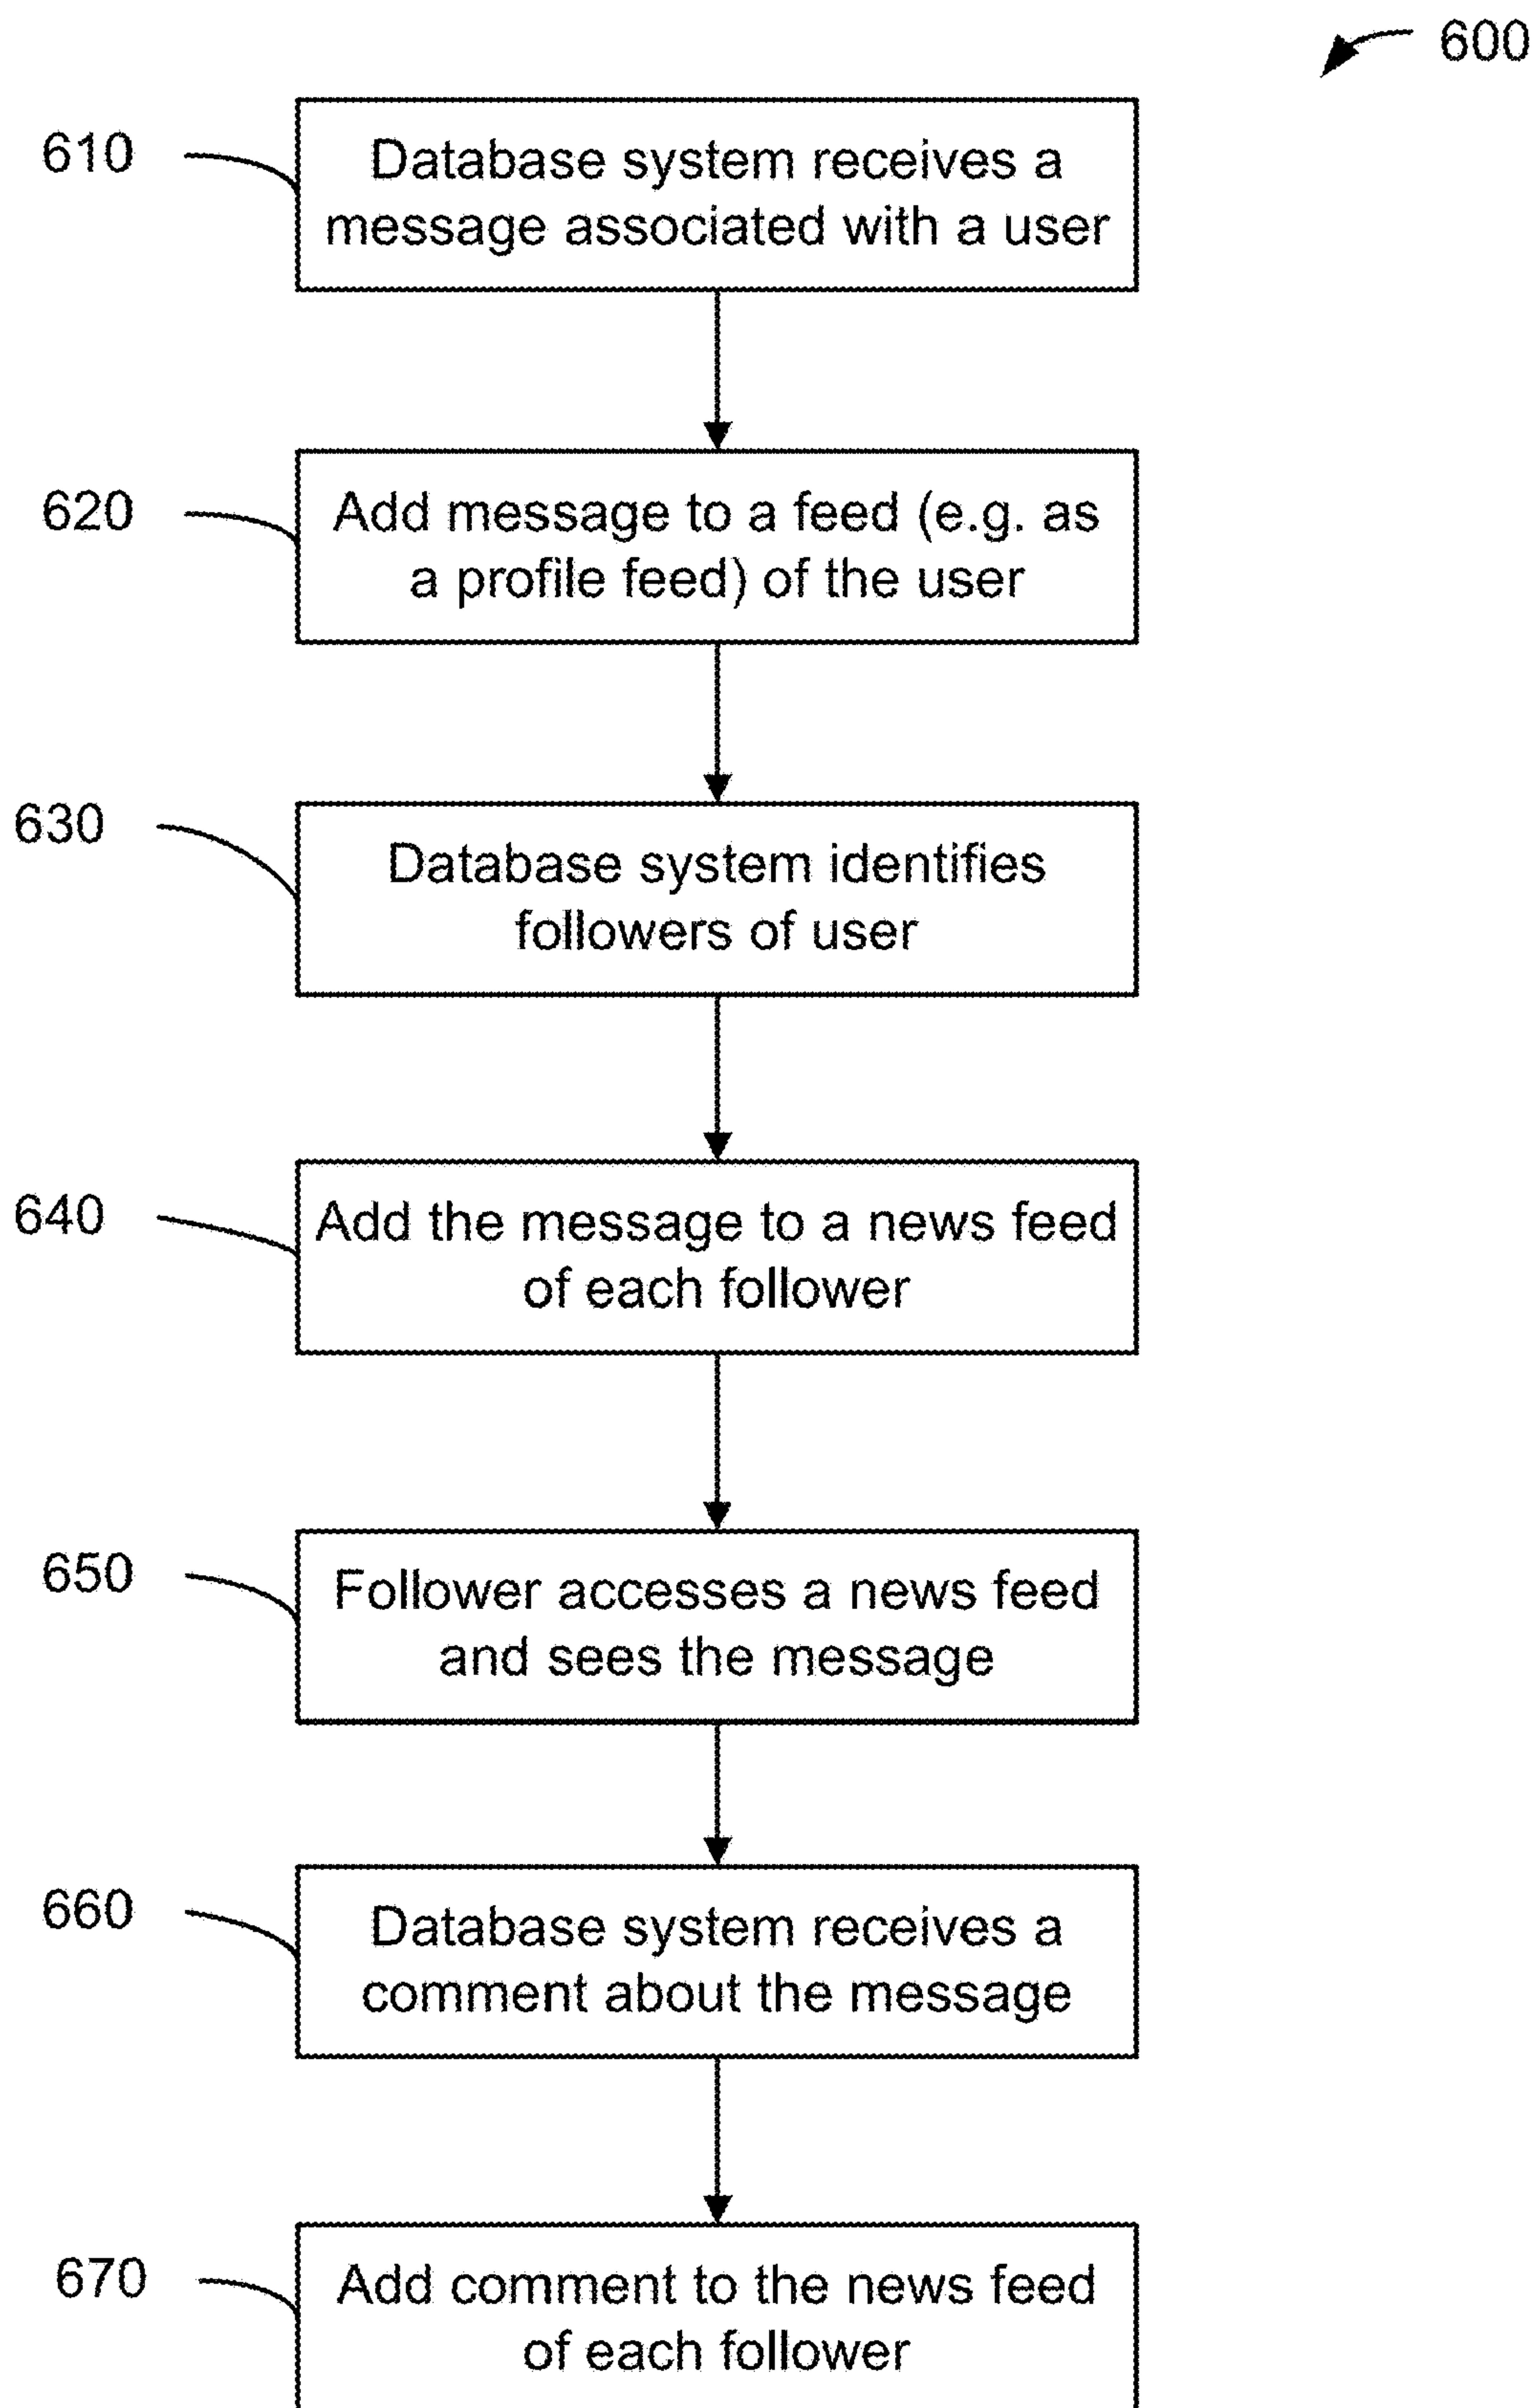 600
610
Database system receives a
message associated with a user
620
Add message to a feed (e.g. as
a profile feed) of the user
630
Database system identifies
followers of user
640
Add the message to a news feed
of each follower
650
Follower accesses a news feed
and sees the message
660
Database system receives a
comment about the message
670
Add comment to the news feed
of each follower